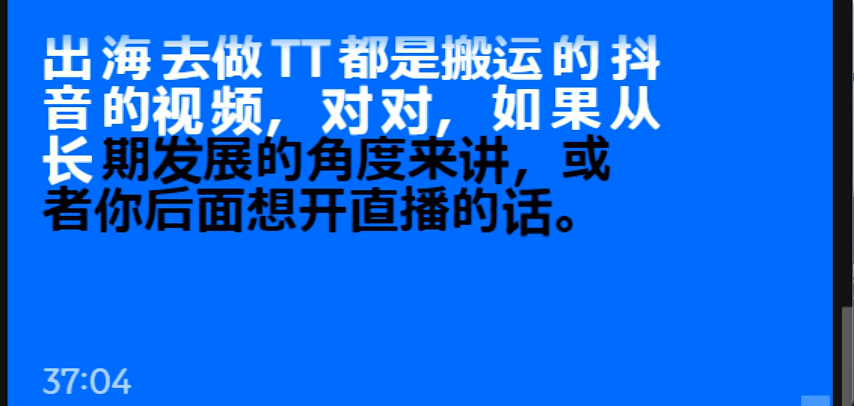 出海去做TT都是搬运的抖
音的视频，对对，如果从
长期发展的角度来讲，或
者你后面想开直播的话。
37:04